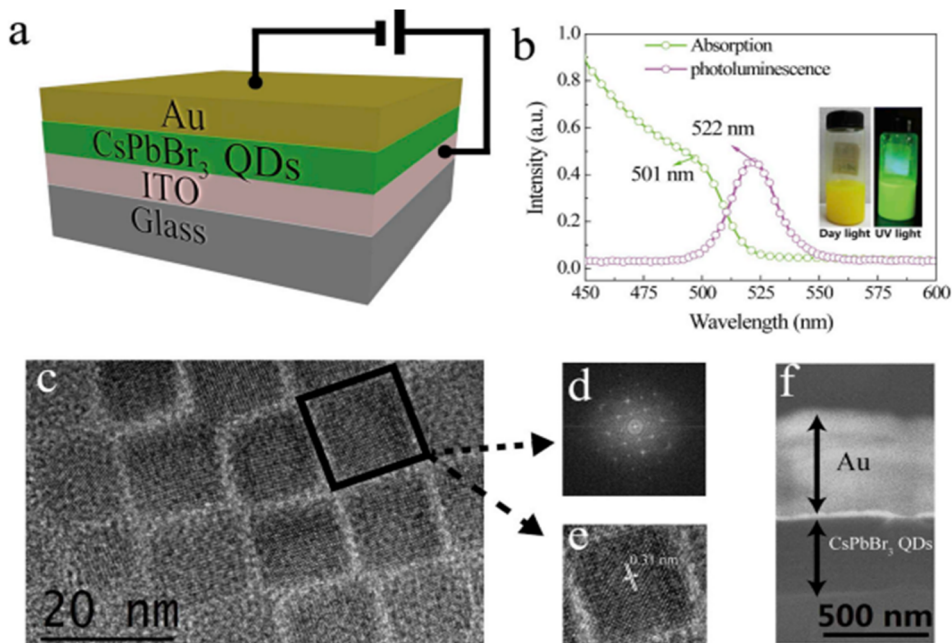 a
Au
CsPbBr₃ QDs
ITO
Glass
b
Absorption
photoluminescence
522 nm
501 nm
Day light UV light
Intensity (a.u.)
1.0
0.8
0.6
0.4
0.2
0.0
450 475 500 525 550 575 600
Wavelength (nm)
c
20 nm
d
e
0.31 nm
f
Au
CsPbBr₃ QDs
500 nm